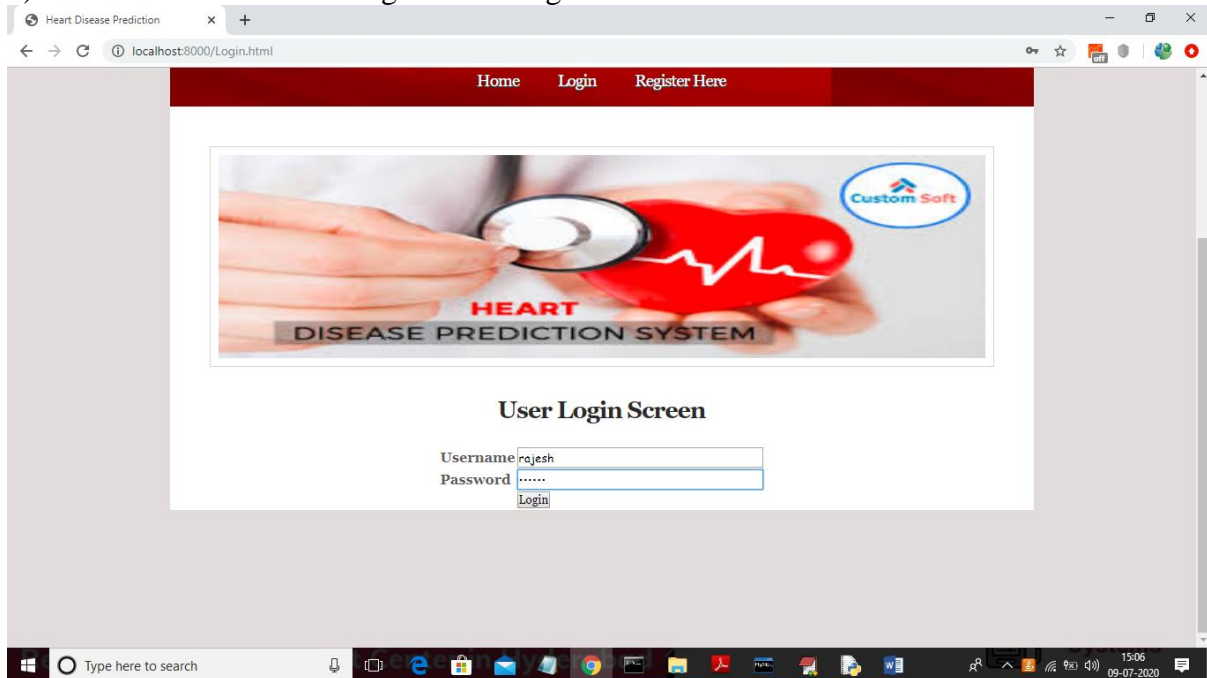 Heart Disease Prediction
localhost:8000/Login.html
off
Home Login Register Here
Custom Soft
HEART
DISEASE PREDICTION SYSTEM
User Login Screen
Username rajesh
Password ······
Login
Type here to search
15:06
09-07-2020